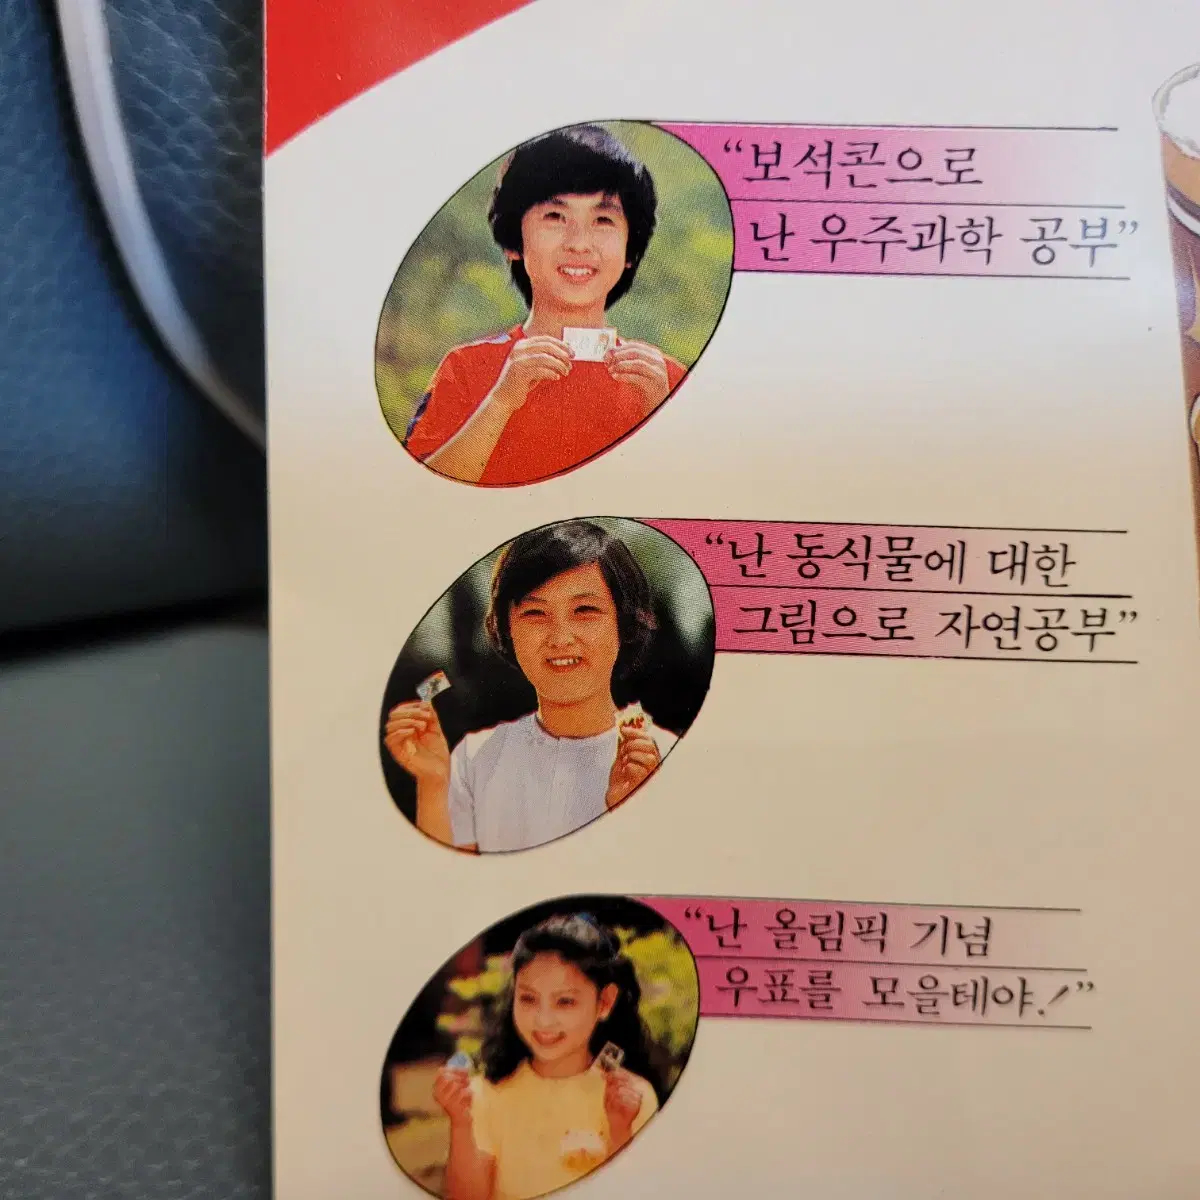 “보석콘으로
난 우주과학 공부”
“난 동식물에 대한
그림으로 자연공부”
“난 올림픽 기념
우표를 모을테야!”